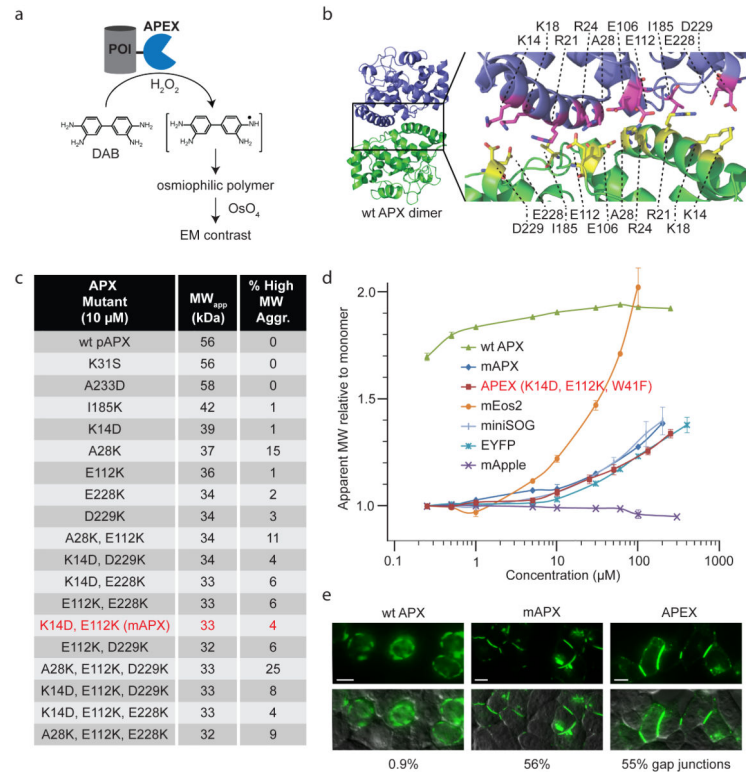 a
APEX
POI
H2O2
H2N
NH2
H2N
NH2
H2N
NH
H2N
NH2
DAB
osmiophilic polymer
OsO4
EM contrast
b
K18 R24 E106 I185 D229
K14 R21 A28 E112 E228
wt APX dimer
E228 E112 A28 R21 K14
D229 I185 E106 R24 K18
c
APX Mutant (10 µM) MWapp (kDa) % High MW Aggr.
wt pAPX 56 0
K31S 56 0
A233D 58 0
I185K 42 1
K14D 39 1
A28K 37 15
E112K 36 1
E228K 34 2
D229K 34 3
A28K, E112K 34 11
K14D, D229K 34 4
K14D, E228K 33 6
E112K, E228K 33 6
K14D, E112K (mAPX) 33 4
E112K, D229K 32 6
A28K, E112K, D229K 33 25
K14D, E112K, D229K 33 8
K14D, E112K, E228K 33 4
A28K, E112K, E228K 32 9
d
Apparent MW relative to monomer
2.0
1.5
1.0
wt APX
mAPX
APEX (K14D, E112K, W41F)
mEos2
miniSOG
EYFP
mApple
0.1 1 10 100 1000
Concentration (µM)
e
wt APX mAPX APEX
0.9% 56% 55% gap junctions